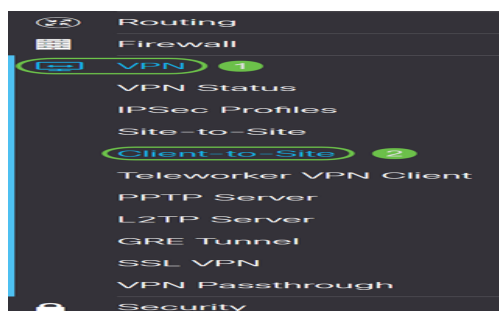 Routing
Firewall
VPN 1
VPN Status
IPSec Profiles
Site-to-Site
Client-to-Site 2
Teleworker VPN Client
PPTP Server
L2TP Server
GRE Tunnel
SSL VPN
VPN Passthrough
Security